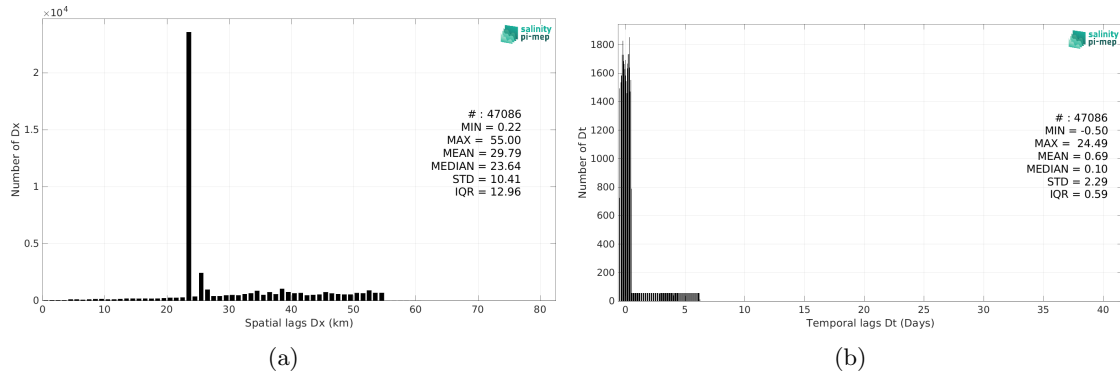 ×10⁴
2
1.5
1
0.5
0
0 10 20 30 40 50 60 70 80
Number of Dx
Spatial lags Dx (km)
salinity
pi-mep
# : 47086
MIN = 0.22
MAX = 55.00
MEAN = 29.79
MEDIAN = 23.64
STD = 10.41
IQR = 12.96
(a)
1800
1600
1400
1200
1000
800
600
400
200
0
0 5 10 15 20 25 30 35 40
Number of Dt
Temporal lags Dt (Days)
salinity
pi-mep
# : 47086
MIN = -0.50
MAX = 24.49
MEAN = 0.69
MEDIAN = 0.10
STD = 2.29
IQR = 0.59
(b)